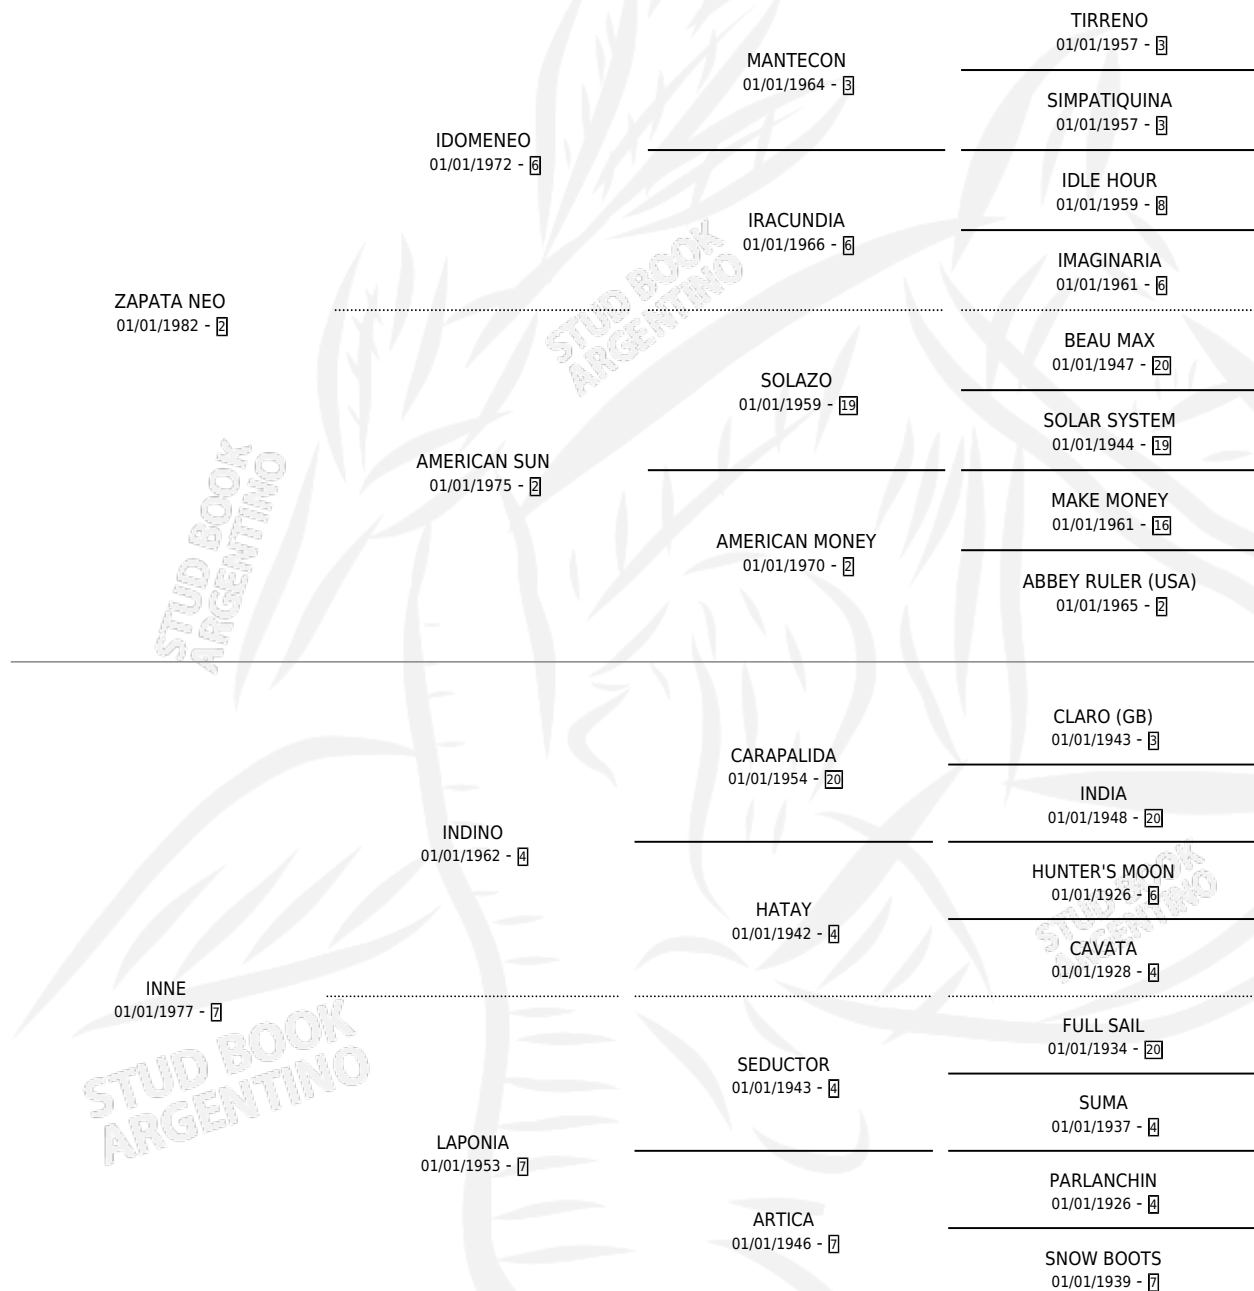 TIRRENO
01/01/1957 - 3
MANTECON
01/01/1964 - 3
SIMPATIQUINA
01/01/1957 - 3
IDOMENEO
01/01/1972 - 6
IDLE HOUR
01/01/1959 - 8
IRACUNDIA
01/01/1966 - 6
IMAGINARIA
01/01/1961 - 6
ZAPATA NEO
01/01/1982 - 2
BEAU MAX
01/01/1947 - 20
SOLAZO
01/01/1959 - 19
SOLAR SYSTEM
01/01/1944 - 19
AMERICAN SUN
01/01/1975 - 2
MAKE MONEY
01/01/1961 - 16
AMERICAN MONEY
01/01/1970 - 2
ABBEY RULER (USA)
01/01/1965 - 2
CLARO (GB)
01/01/1943 - 3
CARAPALIDA
01/01/1954 - 20
INDIA
01/01/1948 - 20
INDINO
01/01/1962 - 4
HUNTER'S MOON
01/01/1926 - 6
HATAY
01/01/1942 - 4
CAVATA
01/01/1928 - 4
INNE
01/01/1977 - 7
FULL SAIL
01/01/1934 - 20
SEDUCTOR
01/01/1943 - 4
SUMA
01/01/1937 - 4
LAPONIA
01/01/1953 - 7
PARLANCHIN
01/01/1926 - 4
ARTICA
01/01/1946 - 7
SNOW BOOTS
01/01/1939 - 7
STUD BOOK
ARGENTINO
STUD BOOK
ARGENTINO
STUD BOOK
ARGENTINO
STUD BOOK
ARGENTINO